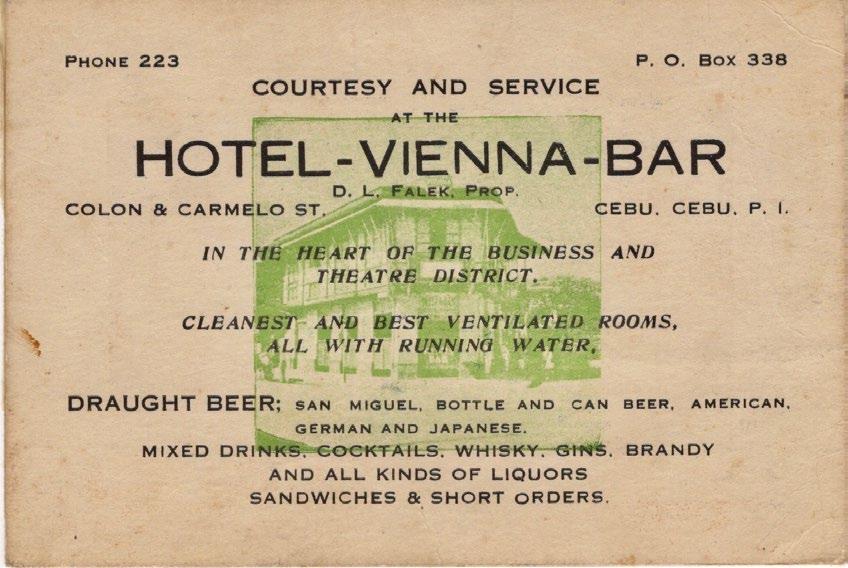 PHONE 223
P. O. BOX 338
COURTESY AND SERVICE
AT THE
HOTEL-VIENNA-BAR
D. L. FALEK, PROP.
COLON & CARMELO ST.
CEBU. CEBU. P. I.
IN THE HEART OF THE BUSINESS AND
THEATRE DISTRICT.
CLEANEST AND BEST VENTILATED ROOMS,
ALL WITH RUNNING WATER,
DRAUGHT BEER; SAN MIGUEL, BOTTLE AND CAN BEER, AMERICAN,
GERMAN AND JAPANESE.
MIXED DRINKS, COCKTAILS, WHISKY, GINS, BRANDY
AND ALL KINDS OF LIQUORS
SANDWICHES & SHORT ORDERS.
BAR